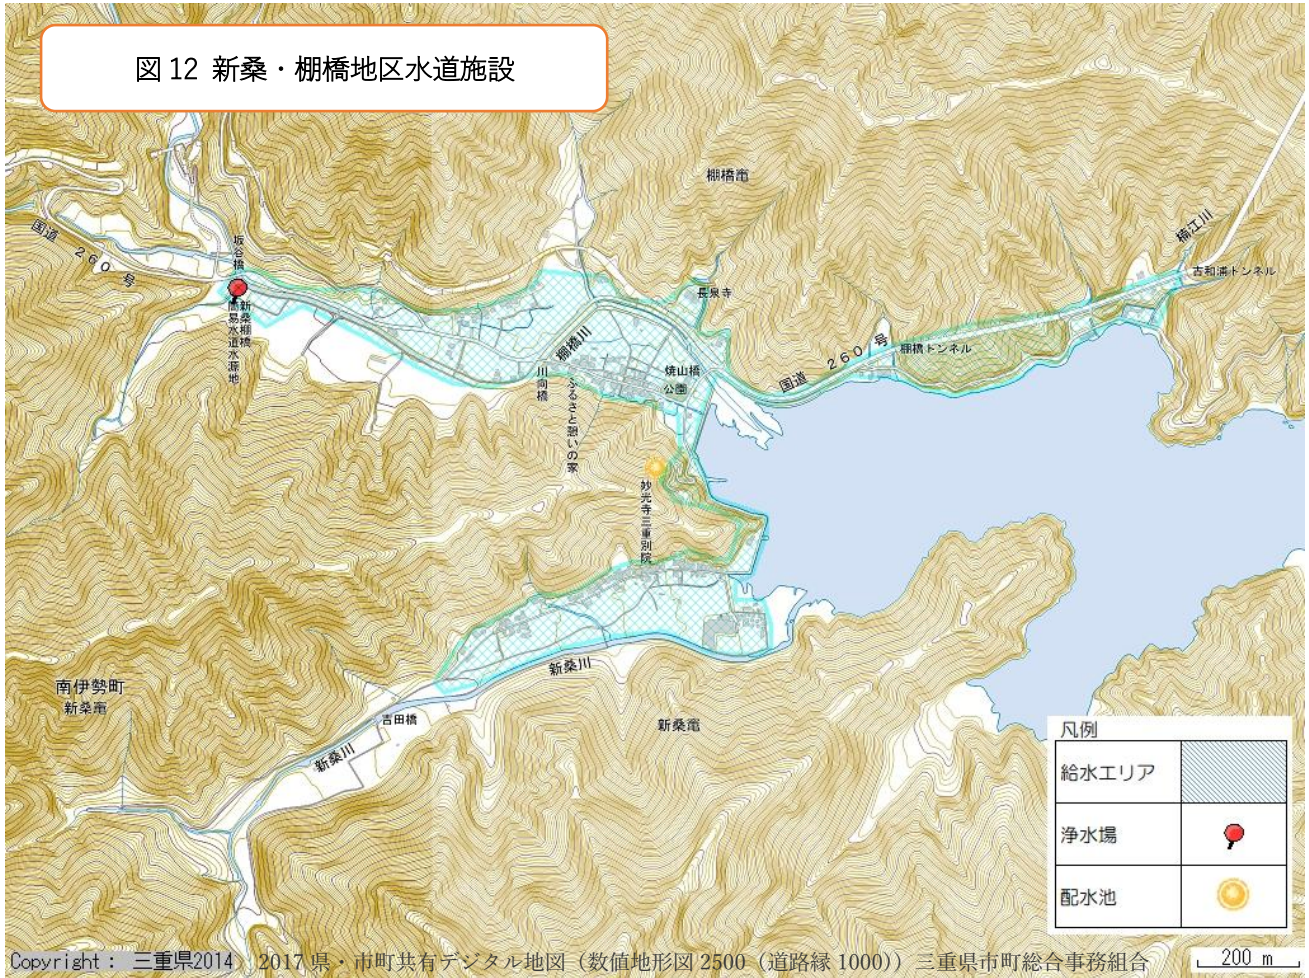 図12 新桑・棚橋地区水道施設
棚橋竈
楠江川
国道 260号
坂谷橋
古和浦トンネル
長泉寺
新桑棚橋
簡易水道水源地
棚橋川
国道 260号
棚橋トンネル
川向橋
焼山橋
公園
ふるさと憩いの家
妙光寺三重別院
新桑川
南伊勢町
新桑竈
吉田橋
新桑竈
新桑川
凡例
給水エリア
浄水場
配水池
Copyright： 三重県2014 2017 県・市町共有デジタル地図（数値地形図 2500（道路縁 1000））三重県市町総合事務組合
200 m